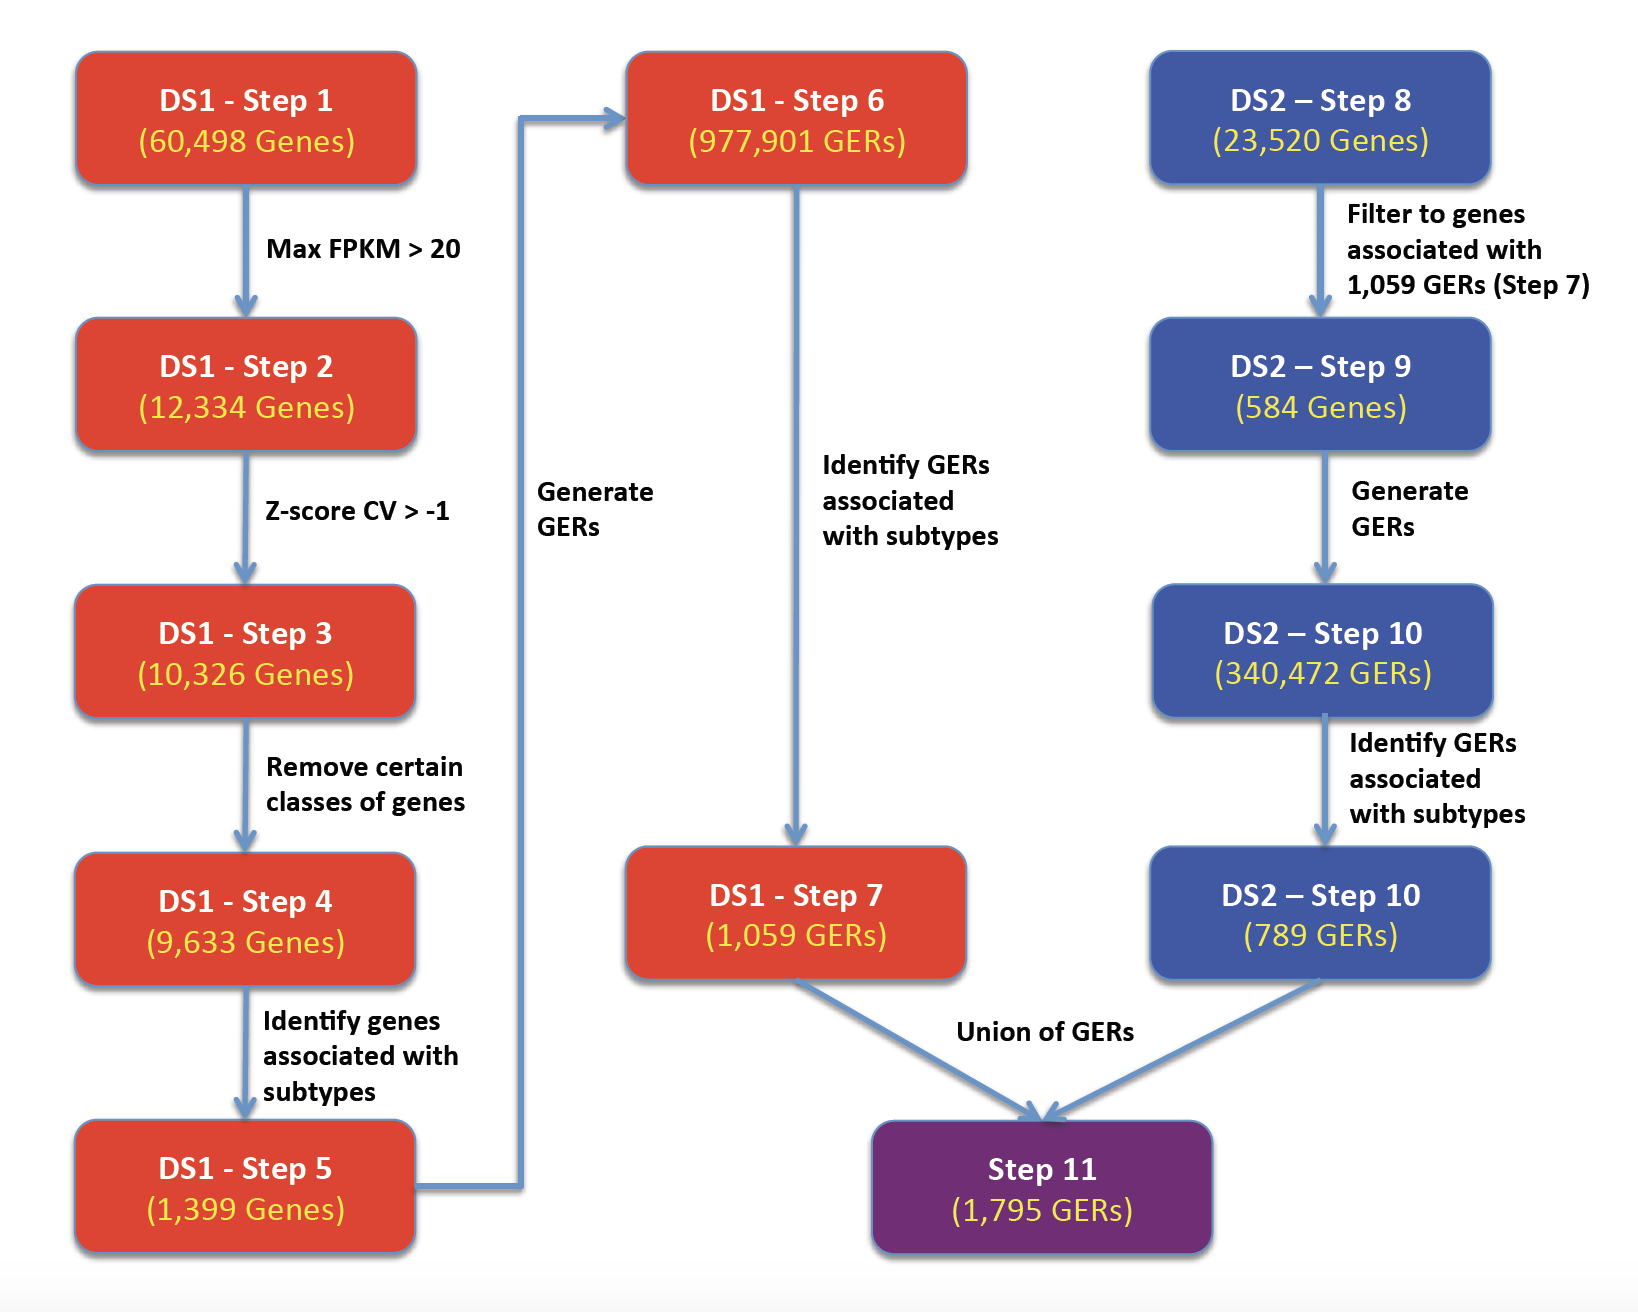 DS1 - Step 1
(60,498 Genes)
Max FPKM > 20
DS1 - Step 2
(12,334 Genes)
Z-score CV > -1
DS1 - Step 3
(10,326 Genes)
Remove certain
classes of genes
DS1 - Step 4
(9,633 Genes)
Identify genes
associated with
subtypes
DS1 - Step 5
(1,399 Genes)
Generate
GERs
DS1 - Step 6
(977,901 GERs)
Identify GERs
associated
with subtypes
DS1 - Step 7
(1,059 GERs)
DS2 – Step 8
(23,520 Genes)
Filter to genes
associated with
1,059 GERs (Step 7)
DS2 – Step 9
(584 Genes)
Generate
GERs
DS2 – Step 10
(340,472 GERs)
Identify GERs
associated
with subtypes
DS2 – Step 10
(789 GERs)
Union of GERs
Step 11
(1,795 GERs)